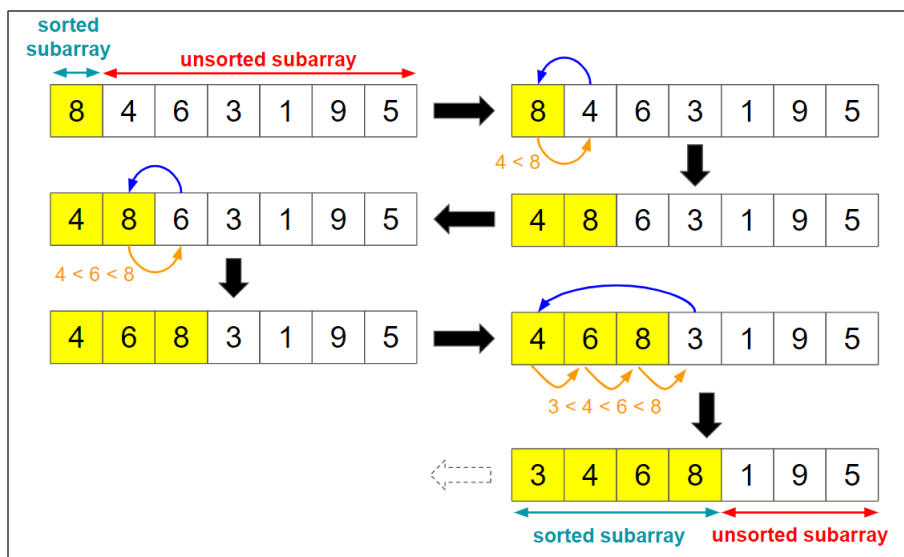 sorted
subarray
unsorted subarray
8 4 6 3 1 9 5
8 4 6 3 1 9 5
4 < 8
4 8 6 3 1 9 5
4 < 6 < 8
4 8 6 3 1 9 5
4 6 8 3 1 9 5
4 6 8 3 1 9 5
3 < 4 < 6 < 8
3 4 6 8 1 9 5
sorted subarray
unsorted subarray